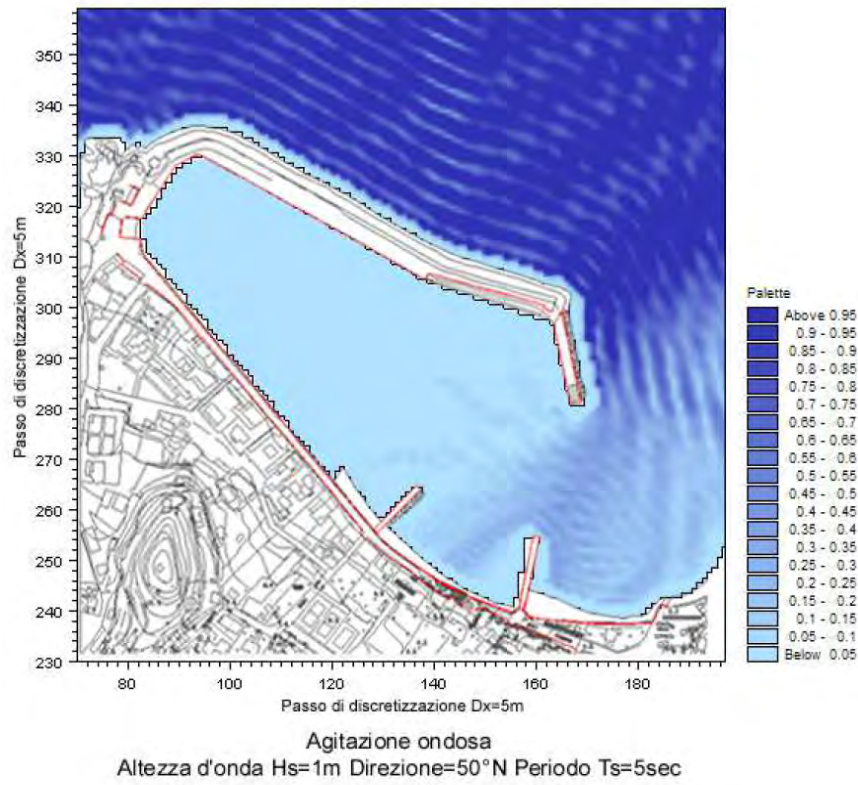 Passo di discretizzazione Dx=5m
350
340
330
320
310
300
290
280
270
260
250
240
230
80 100 120 140 160 180
Passo di discretizzazione Dx=5m
Palette
Above 0.95
0.9 - 0.95
0.85 - 0.9
0.8 - 0.85
0.75 - 0.8
0.7 - 0.75
0.65 - 0.7
0.6 - 0.65
0.55 - 0.6
0.5 - 0.55
0.45 - 0.5
0.4 - 0.45
0.35 - 0.4
0.3 - 0.35
0.25 - 0.3
0.2 - 0.25
0.15 - 0.2
0.1 - 0.15
0.05 - 0.1
Below 0.05
Agitazione ondosa
Altezza d'onda Hs=1m Direzione=50°N Periodo Ts=5sec